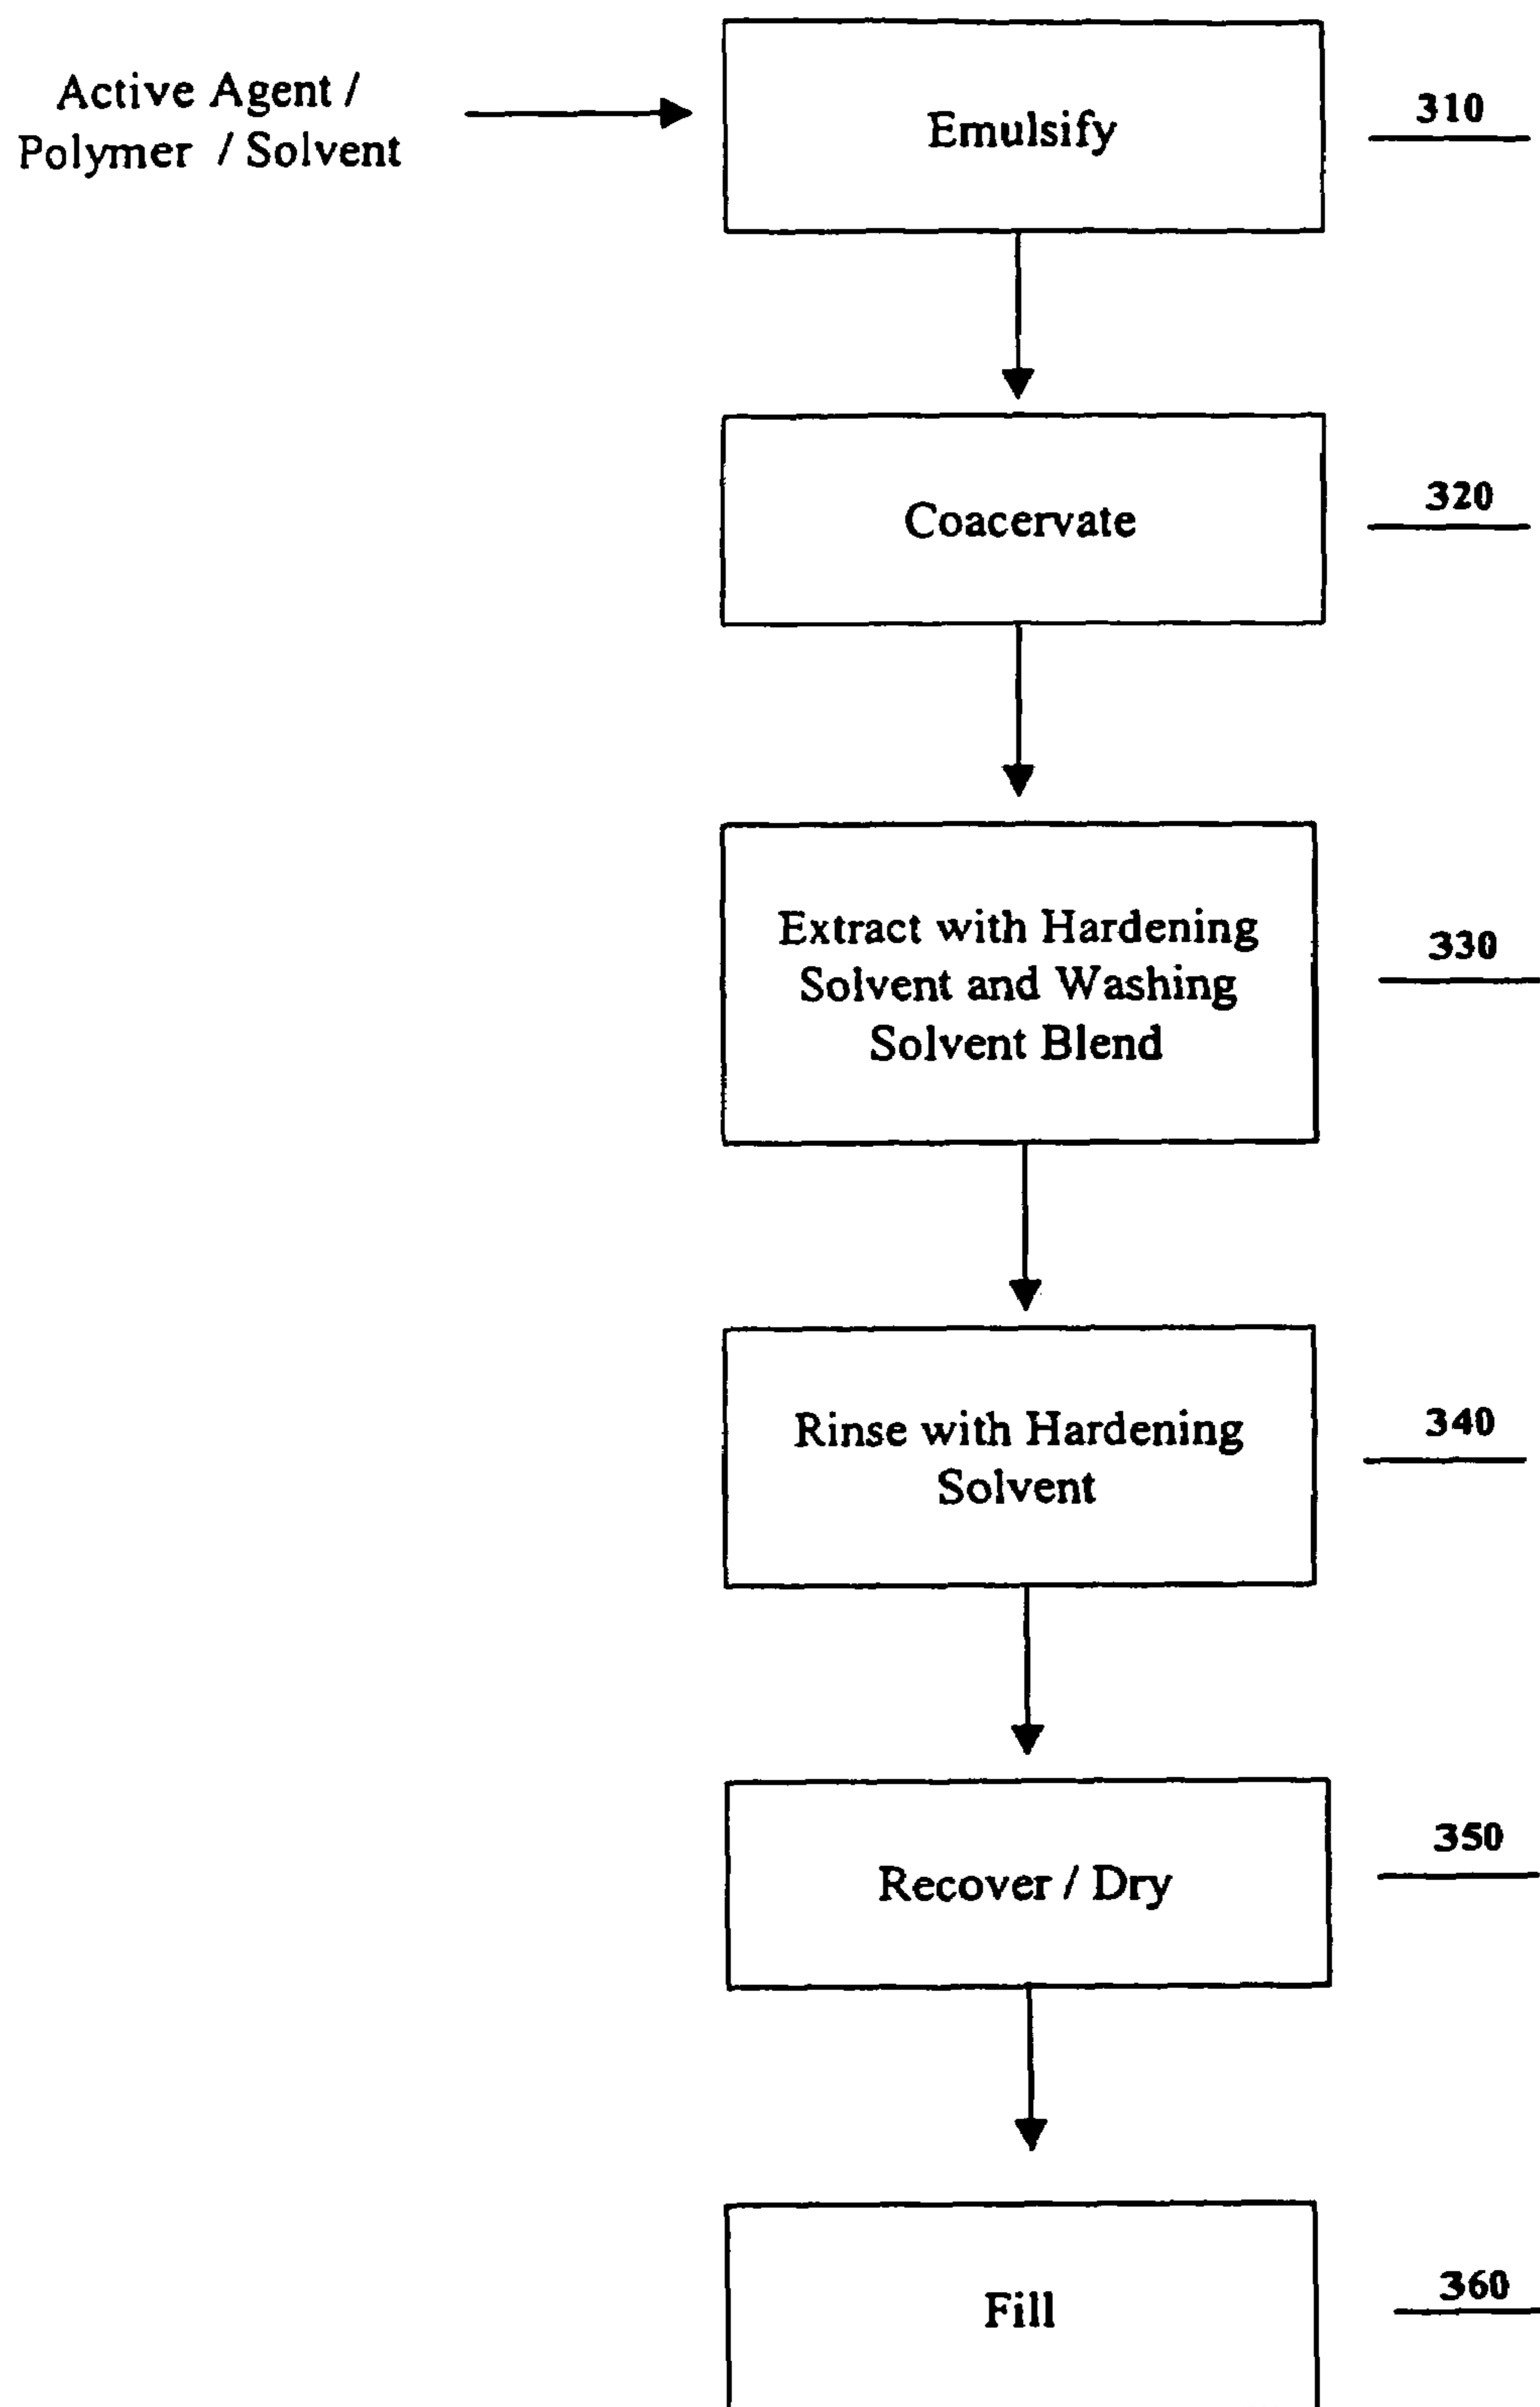 Active Agent /
Polymer / Solvent
Emulsify
310
Coacervate
320
Extract with Hardening
Solvent and Washing
Solvent Blend
330
Rinse with Hardening
Solvent
340
Recover / Dry
350
Fill
360